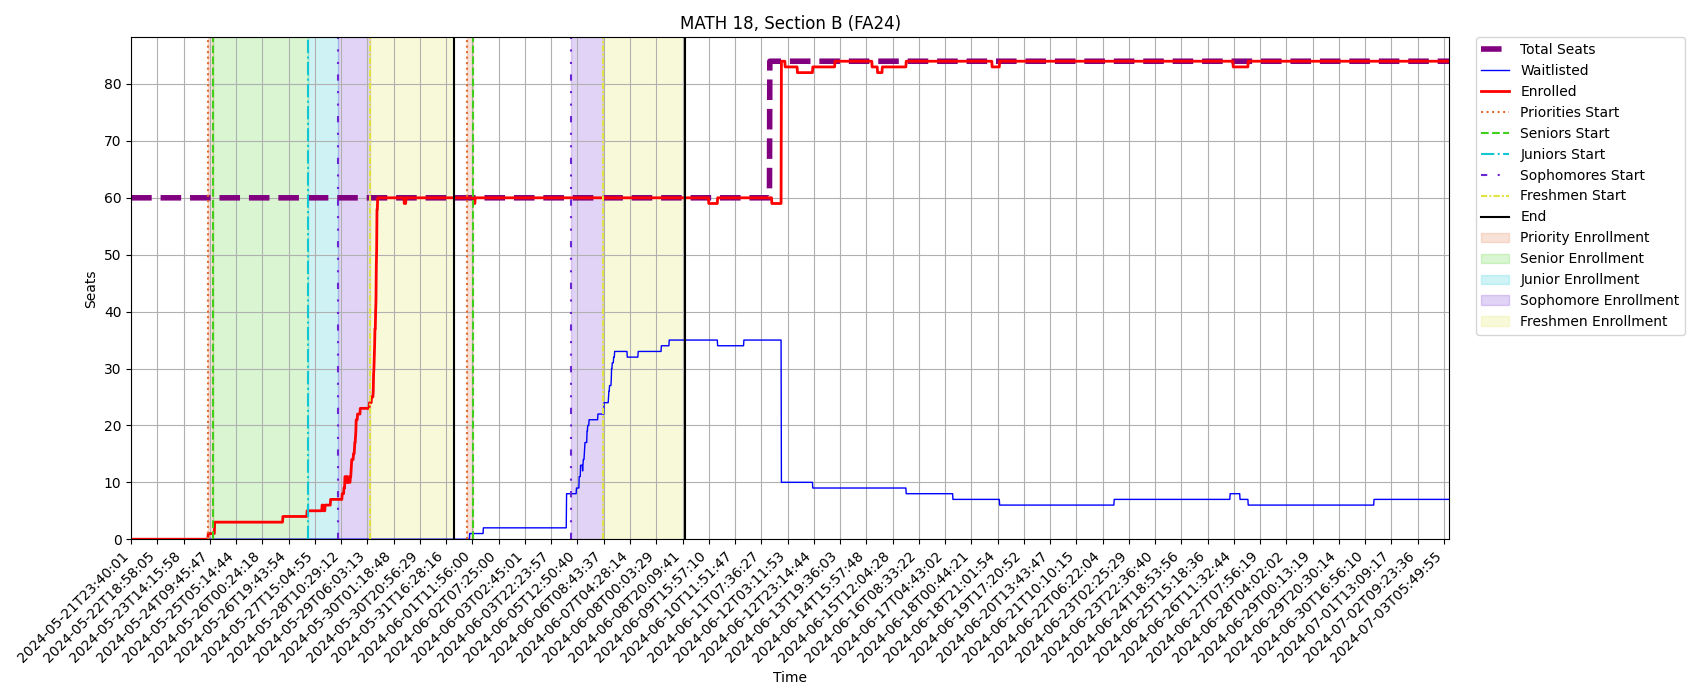 MATH 18, Section B (FA24)
Seats
80
70
60
50
40
30
20
10
0
2024-05-21T23:40:01
2024-05-22T18:58:05
2024-05-23T14:15:58
2024-05-24T09:45:47
2024-05-25T05:14:44
2024-05-26T00:24:18
2024-05-26T19:43:54
2024-05-27T15:04:55
2024-05-28T10:29:12
2024-05-29T06:03:13
2024-05-30T01:18:48
2024-05-30T20:56:29
2024-05-31T16:28:16
2024-06-01T11:56:00
2024-06-02T07:25:00
2024-06-03T02:45:01
2024-06-03T22:23:57
2024-06-05T12:50:40
2024-06-06T08:43:37
2024-06-07T04:28:14
2024-06-08T00:03:29
2024-06-08T20:09:41
2024-06-09T15:57:10
2024-06-10T11:51:47
2024-06-11T07:36:27
2024-06-12T03:11:53
2024-06-12T23:14:44
2024-06-13T19:36:03
2024-06-14T15:57:48
2024-06-15T12:04:28
2024-06-16T08:33:22
2024-06-17T04:43:02
2024-06-18T00:44:21
2024-06-18T21:01:54
2024-06-19T17:20:52
2024-06-20T13:43:47
2024-06-21T10:10:15
2024-06-22T06:22:04
2024-06-23T02:25:29
2024-06-23T22:36:40
2024-06-24T18:53:56
2024-06-25T15:18:36
2024-06-26T11:32:44
2024-06-27T07:56:19
2024-06-28T04:02:02
2024-06-29T00:13:19
2024-06-29T20:30:14
2024-06-30T16:56:10
2024-07-01T13:09:17
2024-07-02T09:23:36
2024-07-03T05:49:55
Time
Total Seats
Waitlisted
Enrolled
Priorities Start
Seniors Start
Juniors Start
Sophomores Start
Freshmen Start
End
Priority Enrollment
Senior Enrollment
Junior Enrollment
Sophomore Enrollment
Freshmen Enrollment